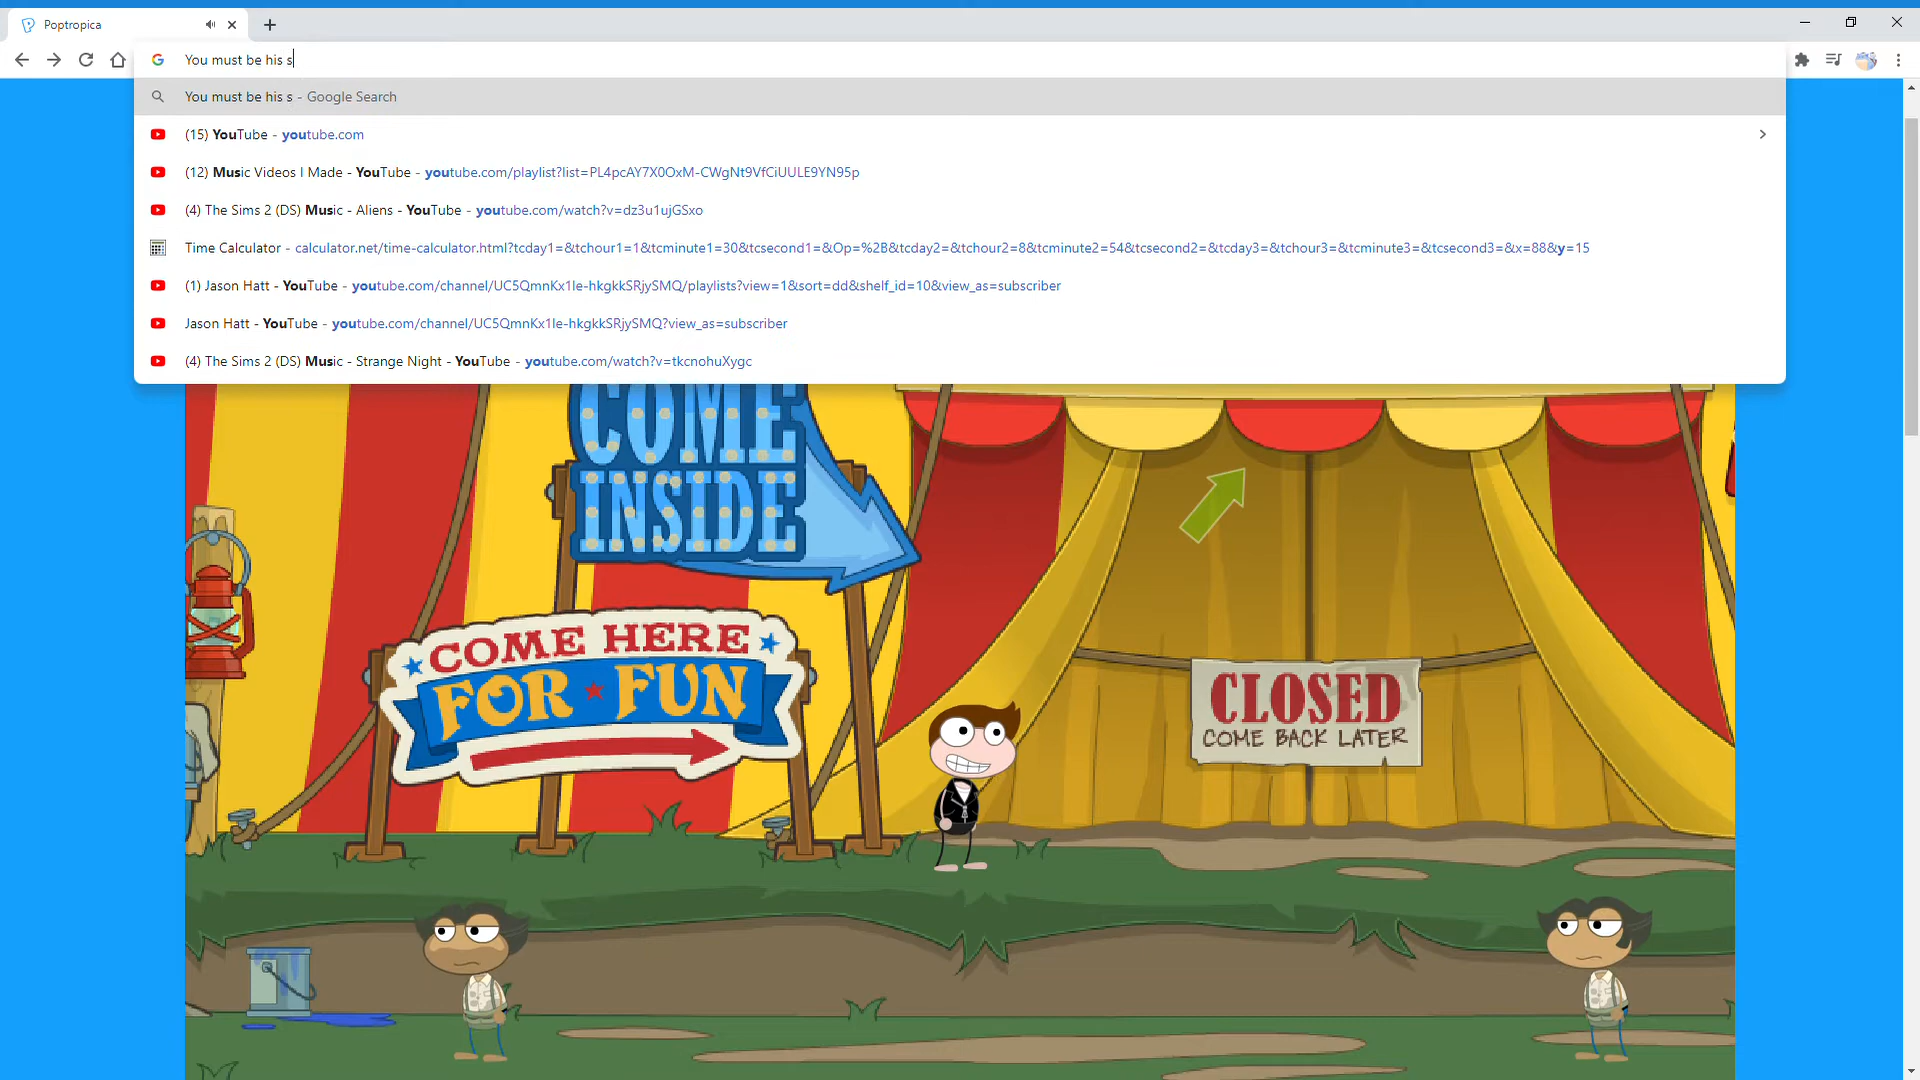 Poptropica
You must be his s
You must be his s - Google Search
(15) YouTube - youtube.com
(12) Music Videos I Made - YouTube - youtube.com/playlist?list=PL4pcAY7X0OxM-CWgNt9VfCiUULE9YN95p
(4) The Sims 2 (DS) Music - Aliens - YouTube - youtube.com/watch?v=dz3u1ujGSxo
Time Calculator - calculator.net/time-calculator.html?tcday1=&tchour1=1&tcminute1=30&tcsecond1=&Op=%2B&tcday2=&tchour2=8&tcminute2=54&tcsecond2=&tcday3=&tchour3=&tcminute3=&tcsecond3=&x=88&y=15
(1) Jason Hatt - YouTube - youtube.com/channel/UC5QmnKx1Ie-hkgkkSRjySMQ/playlists?view=1&sort=dd&shelf_id=10&view_as=subscriber
Jason Hatt - YouTube - youtube.com/channel/UC5QmnKx1Ie-hkgkkSRjySMQ?view_as=subscriber
(4) The Sims 2 (DS) Music - Strange Night - YouTube - youtube.com/watch?v=tkcnohuXygc
COME
INSIDE
COME HERE
FOR FUN
CLOSED
COME BACK LATER